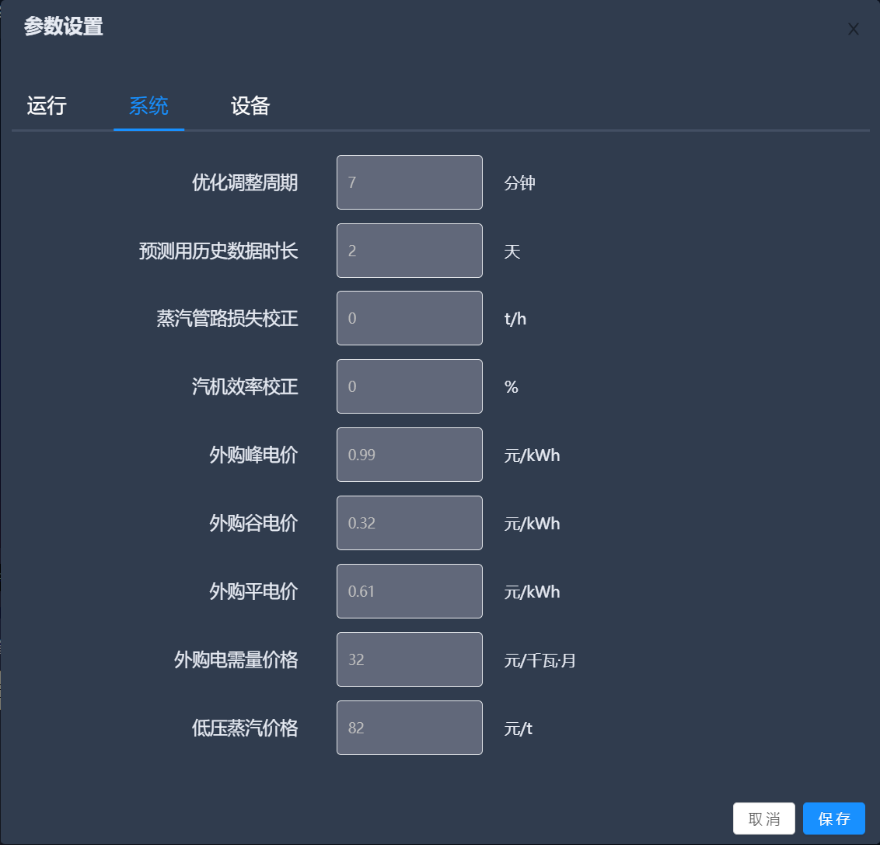 参数设置
运行 系统 设备
优化调整周期 7 分钟
预测用历史数据时长 2 天
蒸汽管路损失校正 0 t/h
汽机效率校正 0 %
外购峰电价 0.99 元/kWh
外购谷电价 0.32 元/kWh
外购平电价 0.61 元/kWh
外购电需量价格 32 元/千瓦·月
低压蒸汽价格 82 元/t
取消 保存